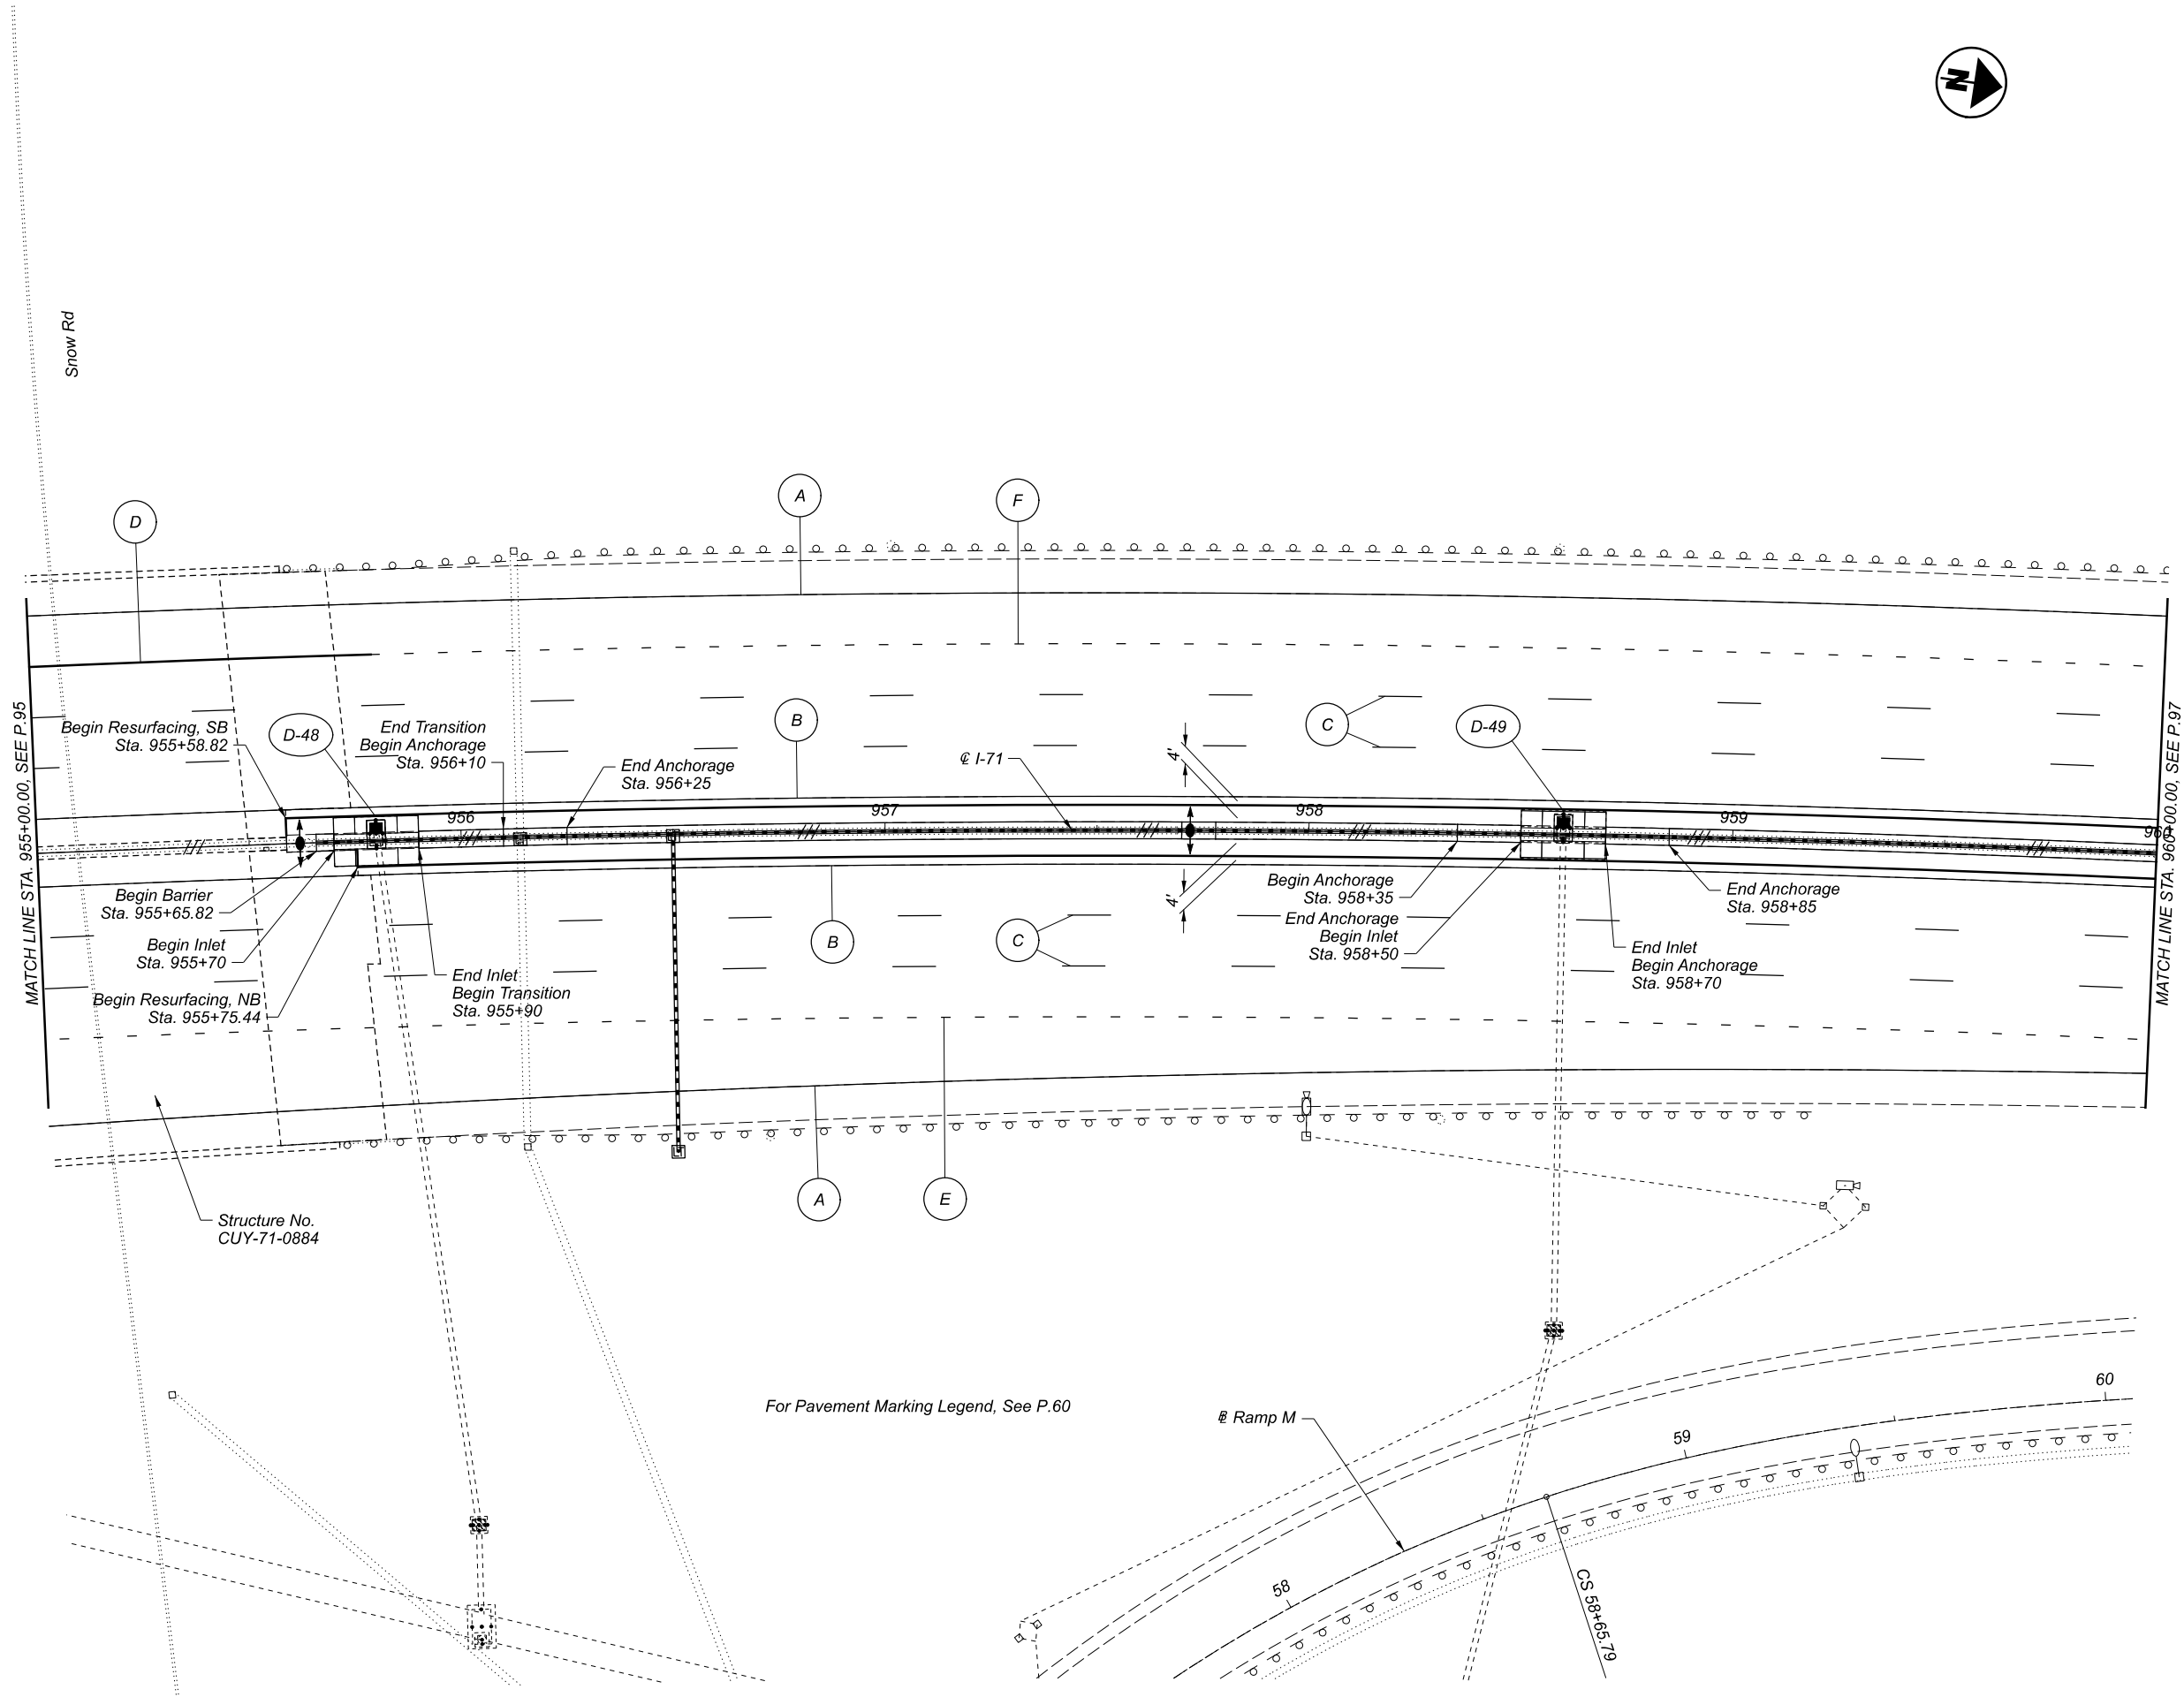 N
Snow Rd
D
A
F
MATCH LINE STA. 955+00.00, SEE P.95
Begin Resurfacing, SB
Sta. 955+58.82
D-48
End Transition
Begin Anchorage
Sta. 956+10
End Anchorage
Sta. 956+25
B
℄ I-71
4'
C
D-49
956
957
958
959
960
MATCH LINE STA. 960+00.00, SEE P.97
Begin Barrier
Sta. 955+65.82
Begin Inlet
Sta. 955+70
Begin Resurfacing, NB
Sta. 955+75.44
End Inlet
Begin Transition
Sta. 955+90
B
C
4'
Begin Anchorage
Sta. 958+35
End Anchorage
Begin Inlet
Sta. 958+50
End Anchorage
Sta. 958+85
End Inlet
Begin Anchorage
Sta. 958+70
A
E
Structure No.
CUY-71-0884
For Pavement Marking Legend, See P.60
Ramp M
58
59
60
CS 58+65.79